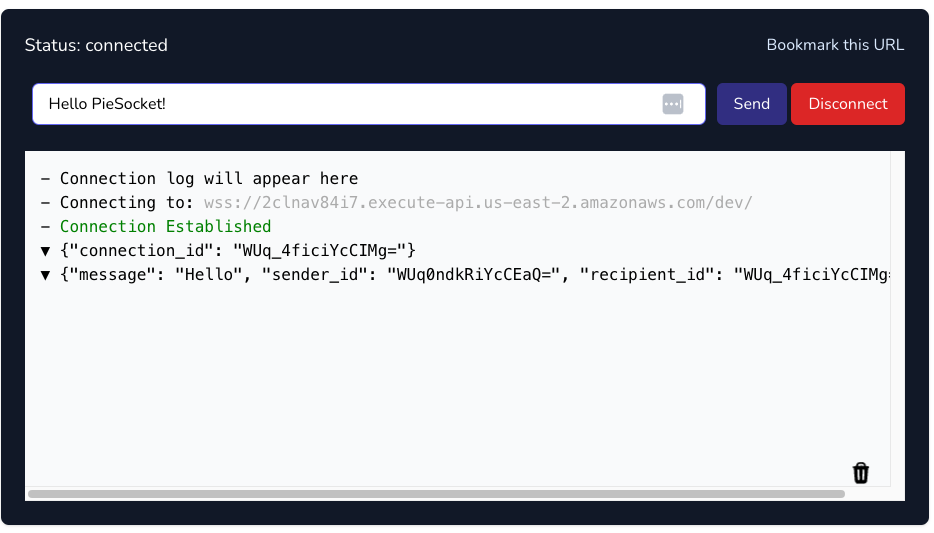 Status: connected
Bookmark this URL
Hello PieSocket!
Send
Disconnect
– Connection log will appear here
– Connecting to: wss://2clnav84i7.execute-api.us-east-2.amazonaws.com/dev/
– Connection Established
▼ {"connection_id": "WUq_4ficiYcCIMg="}
▼ {"message": "Hello", "sender_id": "WUq0ndkRiYcCEaQ=", "recipient_id": "WUq_4ficiYcCIMg=